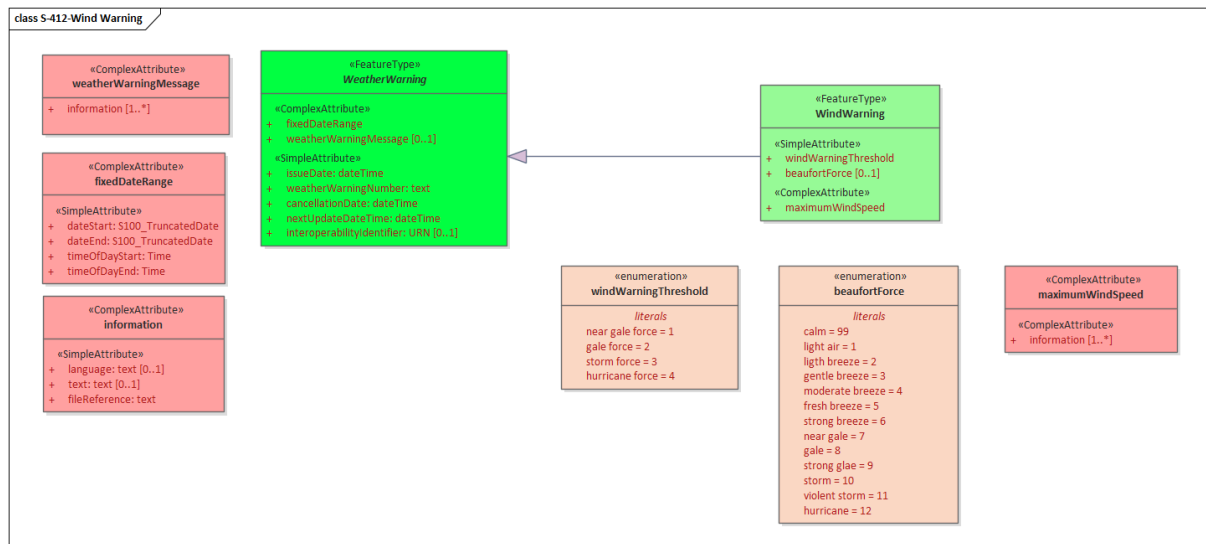 class S-412-Wind Warning
«ComplexAttribute»
weatherWarningMessage
+ information [1..*]
«ComplexAttribute»
fixedDateRange
«SimpleAttribute»
+ dateStart: S100_TruncatedDate
+ dateEnd: S100_TruncatedDate
+ timeOfDayStart: Time
+ timeOfDayEnd: Time
«ComplexAttribute»
information
«SimpleAttribute»
+ language: text [0..1]
+ text: text [0..1]
+ fileReference: text
«FeatureType»
WeatherWarning
«ComplexAttribute»
+ fixedDateRange
+ weatherWarningMessage [0..1]
«SimpleAttribute»
+ issueDate: dateTime
+ weatherWarningNumber: text
+ cancellationDate: dateTime
+ nextUpdateDateTime: dateTime
+ interoperabilityIdentifier: URN [0..1]
«FeatureType»
WindWarning
«SimpleAttribute»
+ windWarningThreshold
+ beaufortForce [0..1]
«ComplexAttribute»
+ maximumWindSpeed
«enumeration»
windWarningThreshold
literals
near gale force = 1
gale force = 2
storm force = 3
hurricane force = 4
«enumeration»
beaufortForce
literals
calm = 99
light air = 1
ligth breeze = 2
gentle breeze = 3
moderate breeze = 4
fresh breeze = 5
strong breeze = 6
near gale = 7
gale = 8
strong glae = 9
storm = 10
violent storm = 11
hurricane = 12
«ComplexAttribute»
maximumWindSpeed
«ComplexAttribute»
+ information [1..*]